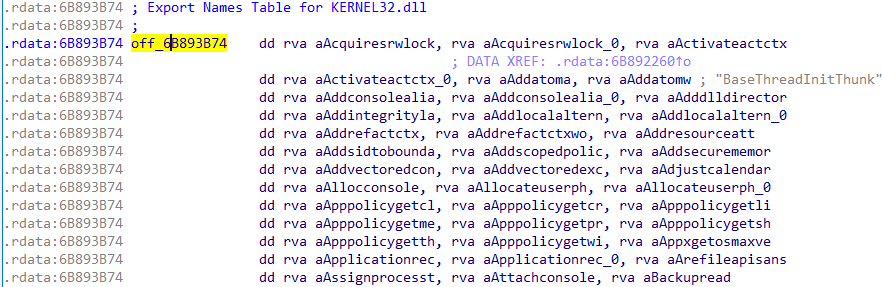 .rdata:6B893B74 ; Export Names Table for KERNEL32.dll
.rdata:6B893B74 ;
.rdata:6B893B74 off_6B893B74 dd rva aAcquiresrwlock, rva aAcquiresrwlock_0, rva aActivateactctx
.rdata:6B893B74 ; DATA XREF: .rdata:6B892260↑o
.rdata:6B893B74 dd rva aActivateactctx_0, rva aAddatoma, rva aAddatomw ; "BaseThreadInitThunk"
.rdata:6B893B74 dd rva aAddconsolealia, rva aAddconsolealia_0, rva aAdddlldirector
.rdata:6B893B74 dd rva aAddintegrityla, rva aAddlocalaltern, rva aAddlocalaltern_0
.rdata:6B893B74 dd rva aAddrefactctx, rva aAddrefactctxwo, rva aAddresourceatt
.rdata:6B893B74 dd rva aAddsidtobounda, rva aAddscopedpolic, rva aAddsecurememor
.rdata:6B893B74 dd rva aAddvectoredcon, rva aAddvectoredexc, rva aAdjustcalendar
.rdata:6B893B74 dd rva aAllocconsole, rva aAllocateuserph, rva aAllocateuserph_0
.rdata:6B893B74 dd rva aApppolicygetcl, rva aApppolicygetcr, rva aApppolicygetli
.rdata:6B893B74 dd rva aApppolicygetme, rva aApppolicygetpr, rva aApppolicygetsh
.rdata:6B893B74 dd rva aApppolicygetth, rva aApppolicygetwi, rva aAppxgetosmaxve
.rdata:6B893B74 dd rva aApplicationrec, rva aApplicationrec_0, rva aArefileapisans
.rdata:6B893B74 dd rva aAssignprocesst, rva aAttachconsole, rva aBackupread